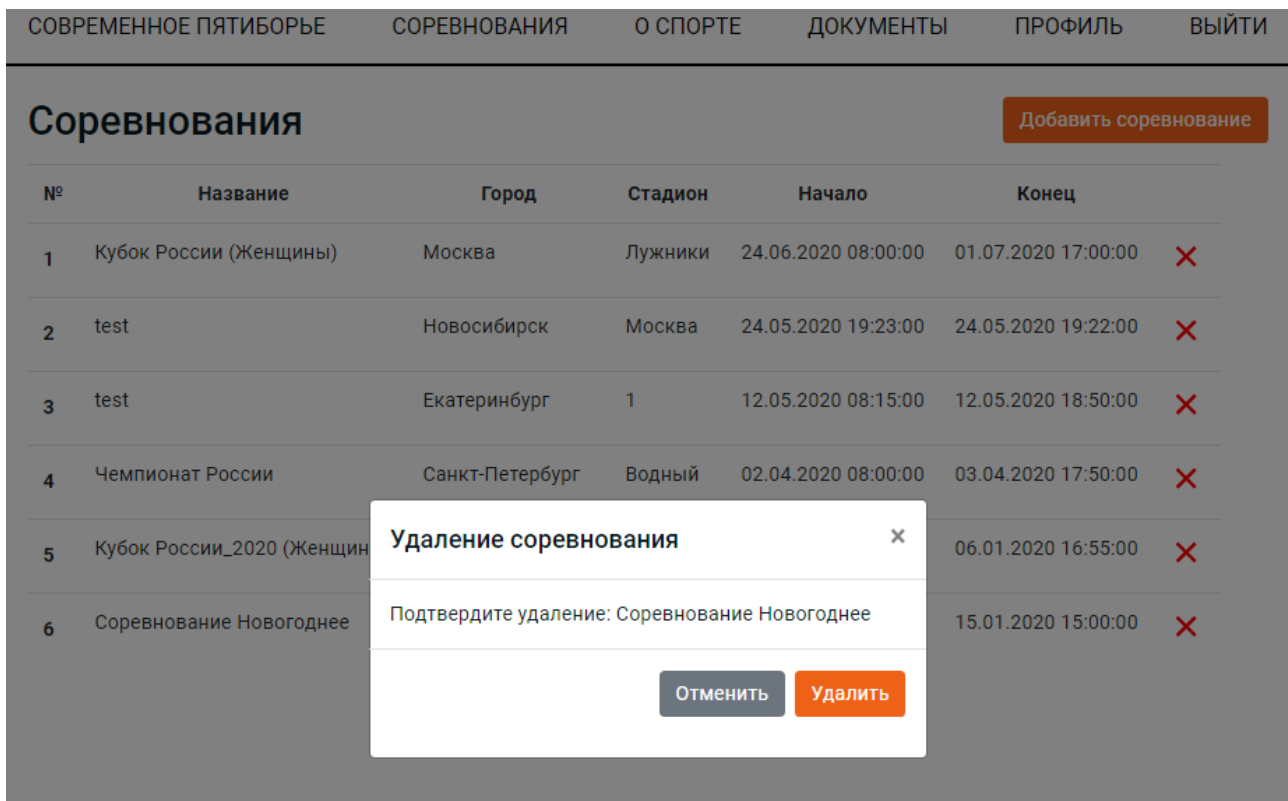 СОВРЕМЕННОЕ ПЯТИБОРЬЕ СОРЕВНОВАНИЯ О СПОРТЕ ДОКУМЕНТЫ ПРОФИЛЬ ВЫЙТИ
Соревнования Добавить соревнование
№ Название Город Стадион Начало Конец
1 Кубок России (Женщины) Москва Лужники 24.06.2020 08:00:00 01.07.2020 17:00:00
2 test Новосибирск Москва 24.05.2020 19:23:00 24.05.2020 19:22:00
3 test Екатеринбург 1 12.05.2020 08:15:00 12.05.2020 18:50:00
4 Чемпионат России Санкт-Петербург Водный 02.04.2020 08:00:00 03.04.2020 17:50:00
5 Кубок России_2020 (Женщин 06.01.2020 16:55:00
6 Соревнование Новогоднее 15.01.2020 15:00:00
Удаление соревнования ×
Подтвердите удаление: Соревнование Новогоднее
Отменить Удалить